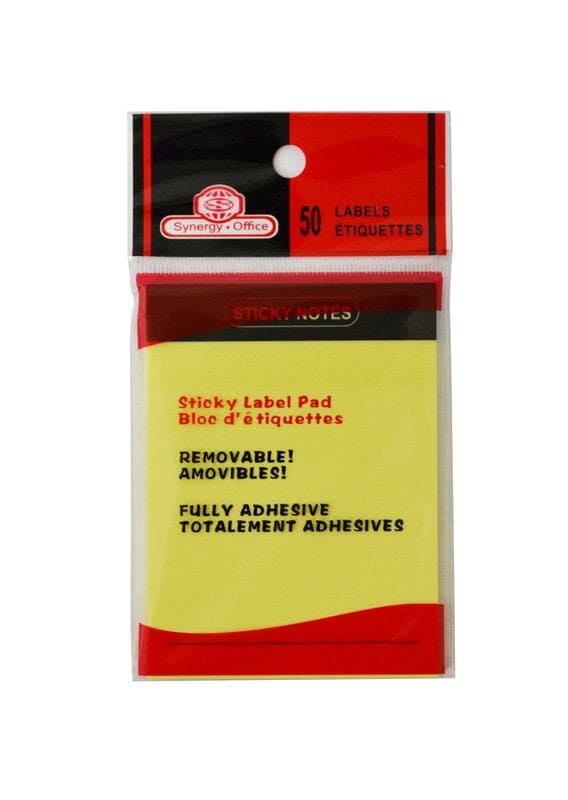 S
Synergy • Office
50 LABELS
ÉTIQUETTES
STICKY NOTES
Sticky Label Pad
Bloc d'étiquettes
REMOVABLE!
AMOVIBLES!
FULLY ADHESIVE
TOTALEMENT ADHESIVES